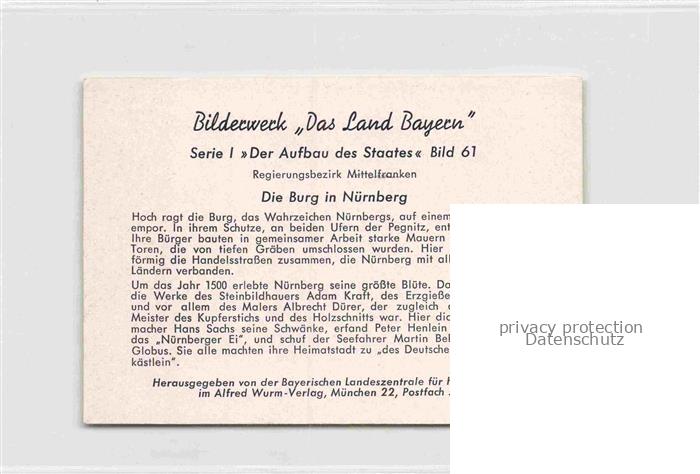 Bilderwerk „Das Land Bayern"
Serie I »Der Aufbau des Staates« Bild 61
Regierungsbezirk Mittelfranken
Die Burg in Nürnberg
Hoch ragt die Burg, das Wahrzeichen Nürnbergs, auf einem
empor. In ihrem Schutze, an beiden Ufern der Pegnitz, ent
Ihre Bürger bauten in gemeinsamer Arbeit starke Mauern
Toren, die von tiefen Gräben umschlossen wurden. Hier
förmig die Handelsstraßen zusammen, die Nürnberg mit all
Ländern verbanden.
Um das Jahr 1500 erlebte Nürnberg seine größte Blüte. Da
die Werke des Steinbildhauers Adam Kraft, des Erzgieße
und vor allem des Malers Albrecht Dürer, der zugleich
Meister des Kupferstichs und des Holzschnitts war. Hier dic
macher Hans Sachs seine Schwänke, erfand Peter Henlein
das „Nürnberger Ei", und schuf der Seefahrer Martin Beh
Globus. Sie alle machten ihre Heimatstadt zu „des Deutsche
kästlein".
Herausgegeben von der Bayerischen Landeszentrale für H
im Alfred Wurm-Verlag, München 22, Postfach
privacy protection
Datenschutz